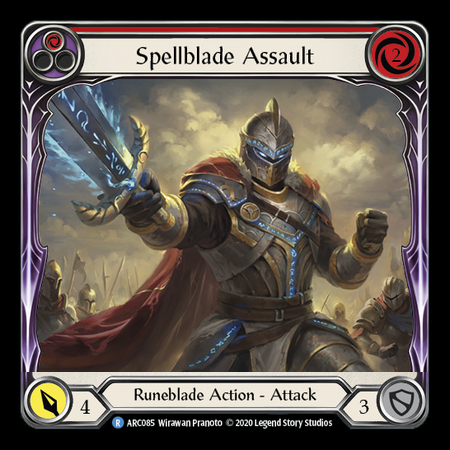 Spellblade Assault
2
4
Runeblade Action - Attack
3
R ARC085 Wirawan Pranoto © 2020 Legend Story Studios